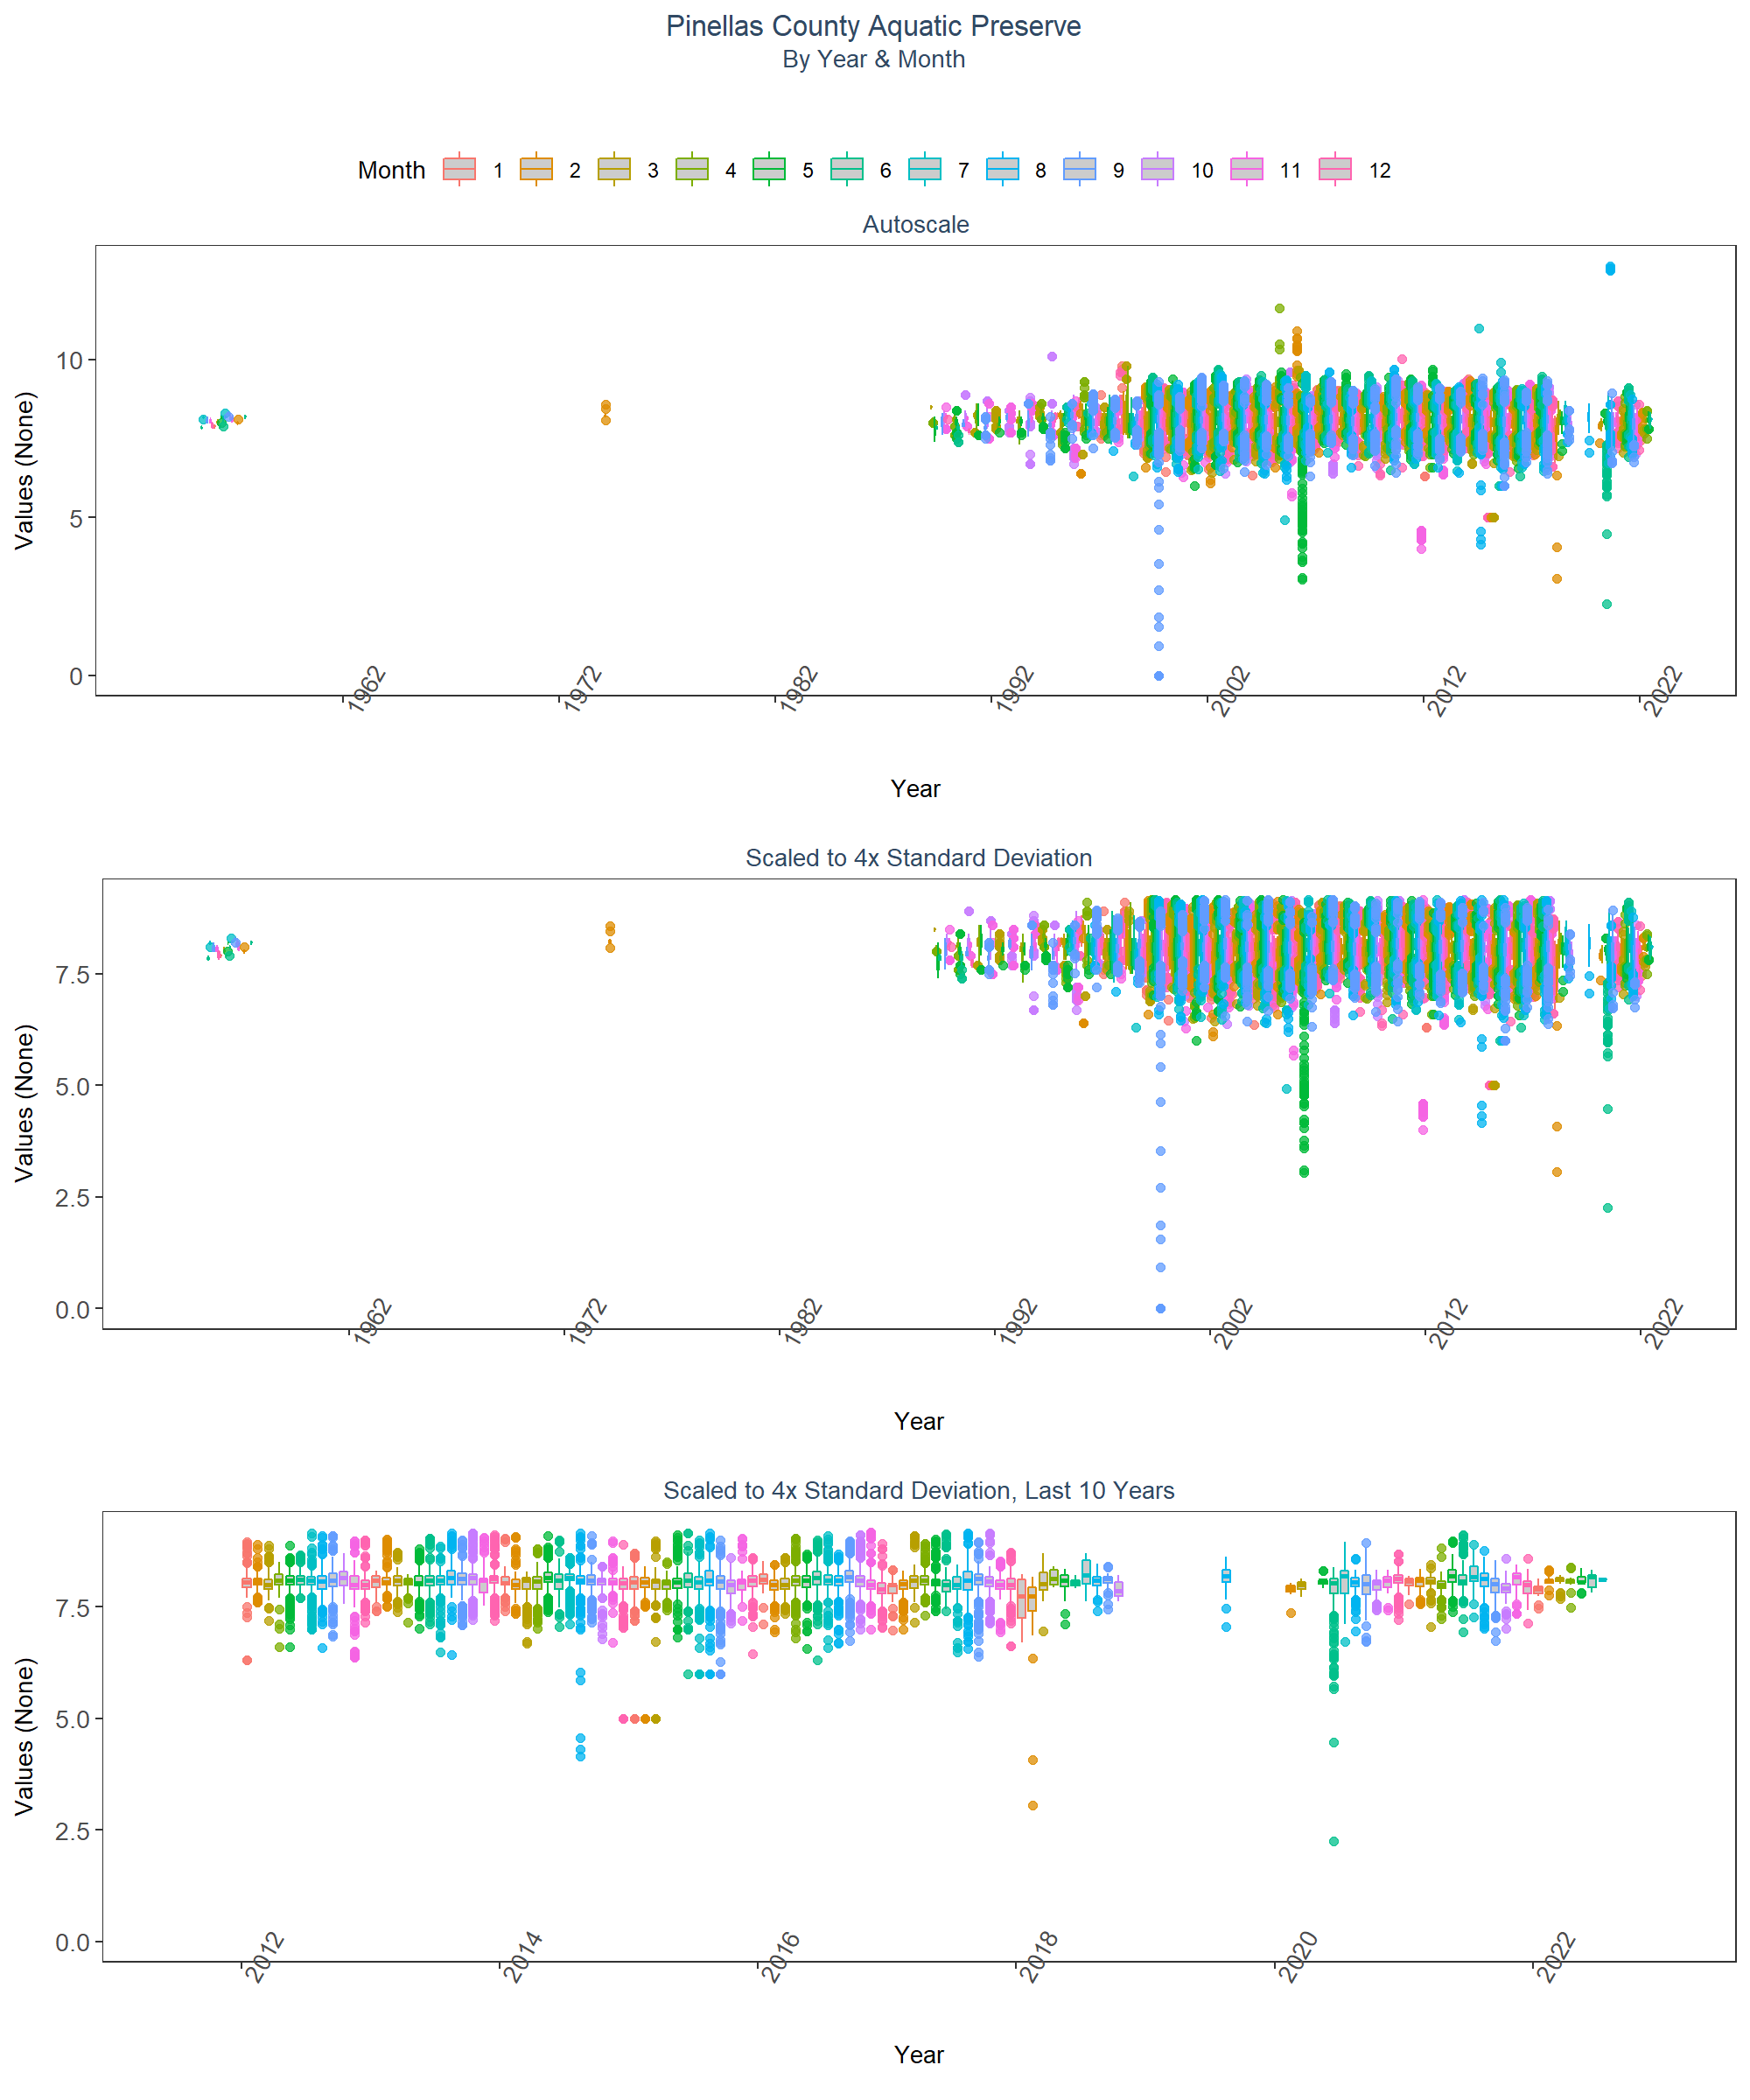 Pinellas County Aquatic Preserve
By Year & Month
Month 1 2 3 4 5 6 7 8 9 10 11 12
Autoscale
Values (None)
10
5
0
1962 1972 1982 1992 2002 2012 2022
Year
Scaled to 4x Standard Deviation
Values (None)
7.5
5.0
2.5
0.0
1962 1972 1982 1992 2002 2012 2022
Year
Scaled to 4x Standard Deviation, Last 10 Years
Values (None)
7.5
5.0
2.5
0.0
2012 2014 2016 2018 2020 2022
Year